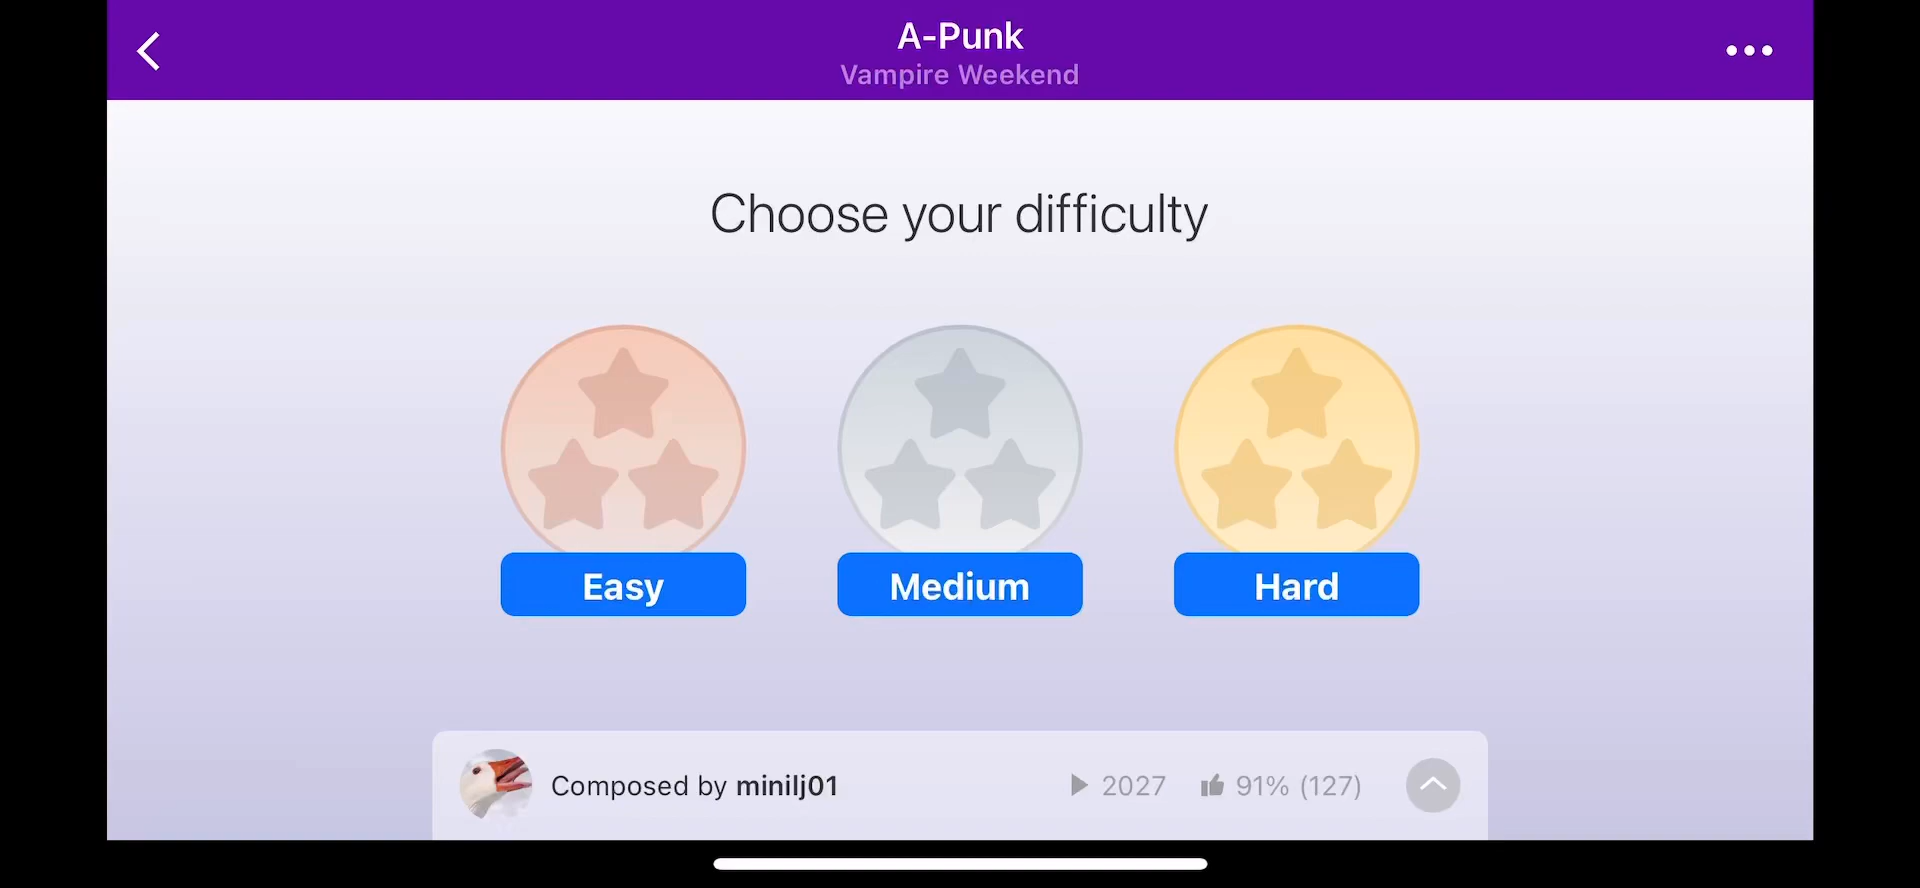 A-Punk
Vampire Weekend
Choose your difficulty
Easy
Medium
Hard
Composed by minilj01
2027
91% (127)